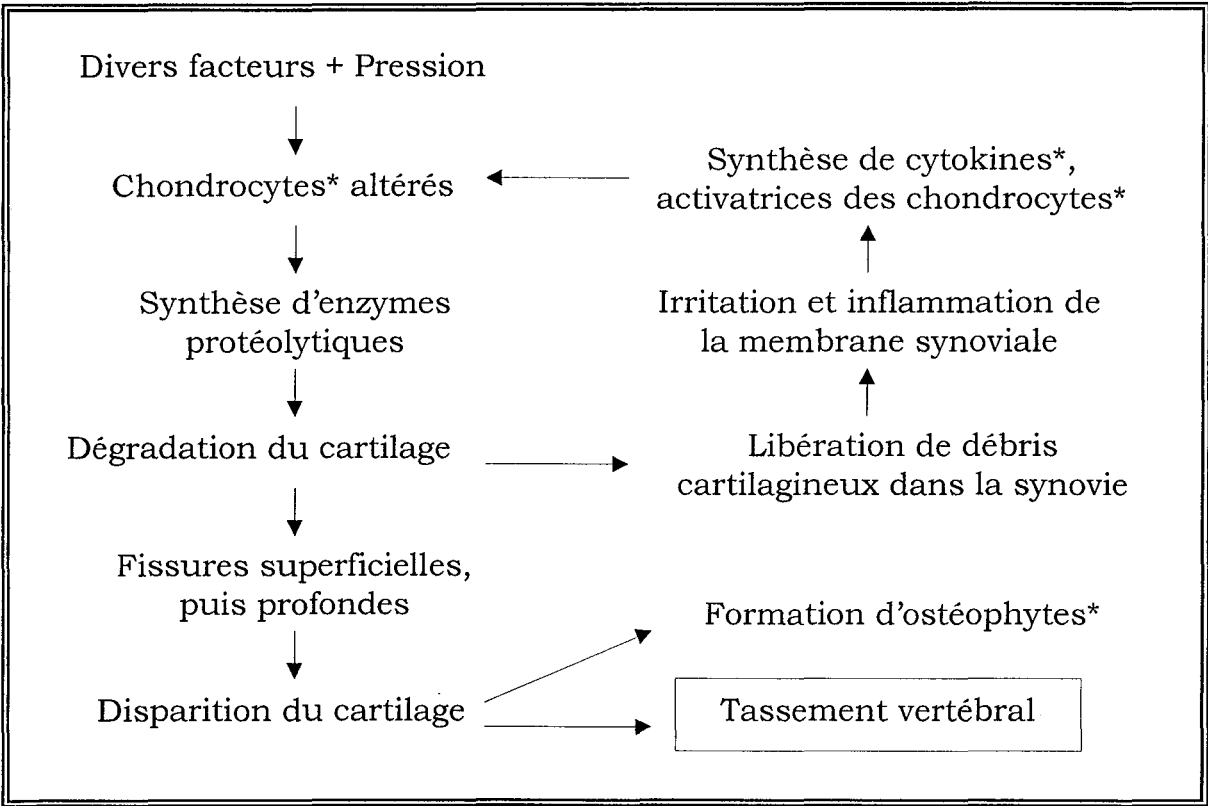 Divers facteurs + Pression
Chondrocytes* altérés
Synthèse de cytokines*,
activatrices des chondrocytes*
Synthèse d'enzymes
protéolytiques
Irritation et inflammation de
la membrane synoviale
Dégradation du cartilage
Libération de débris
cartilagineux dans la synovie
Fissures superficielles,
puis profondes
Formation d'ostéophytes*
Disparition du cartilage
Tassement vertébral